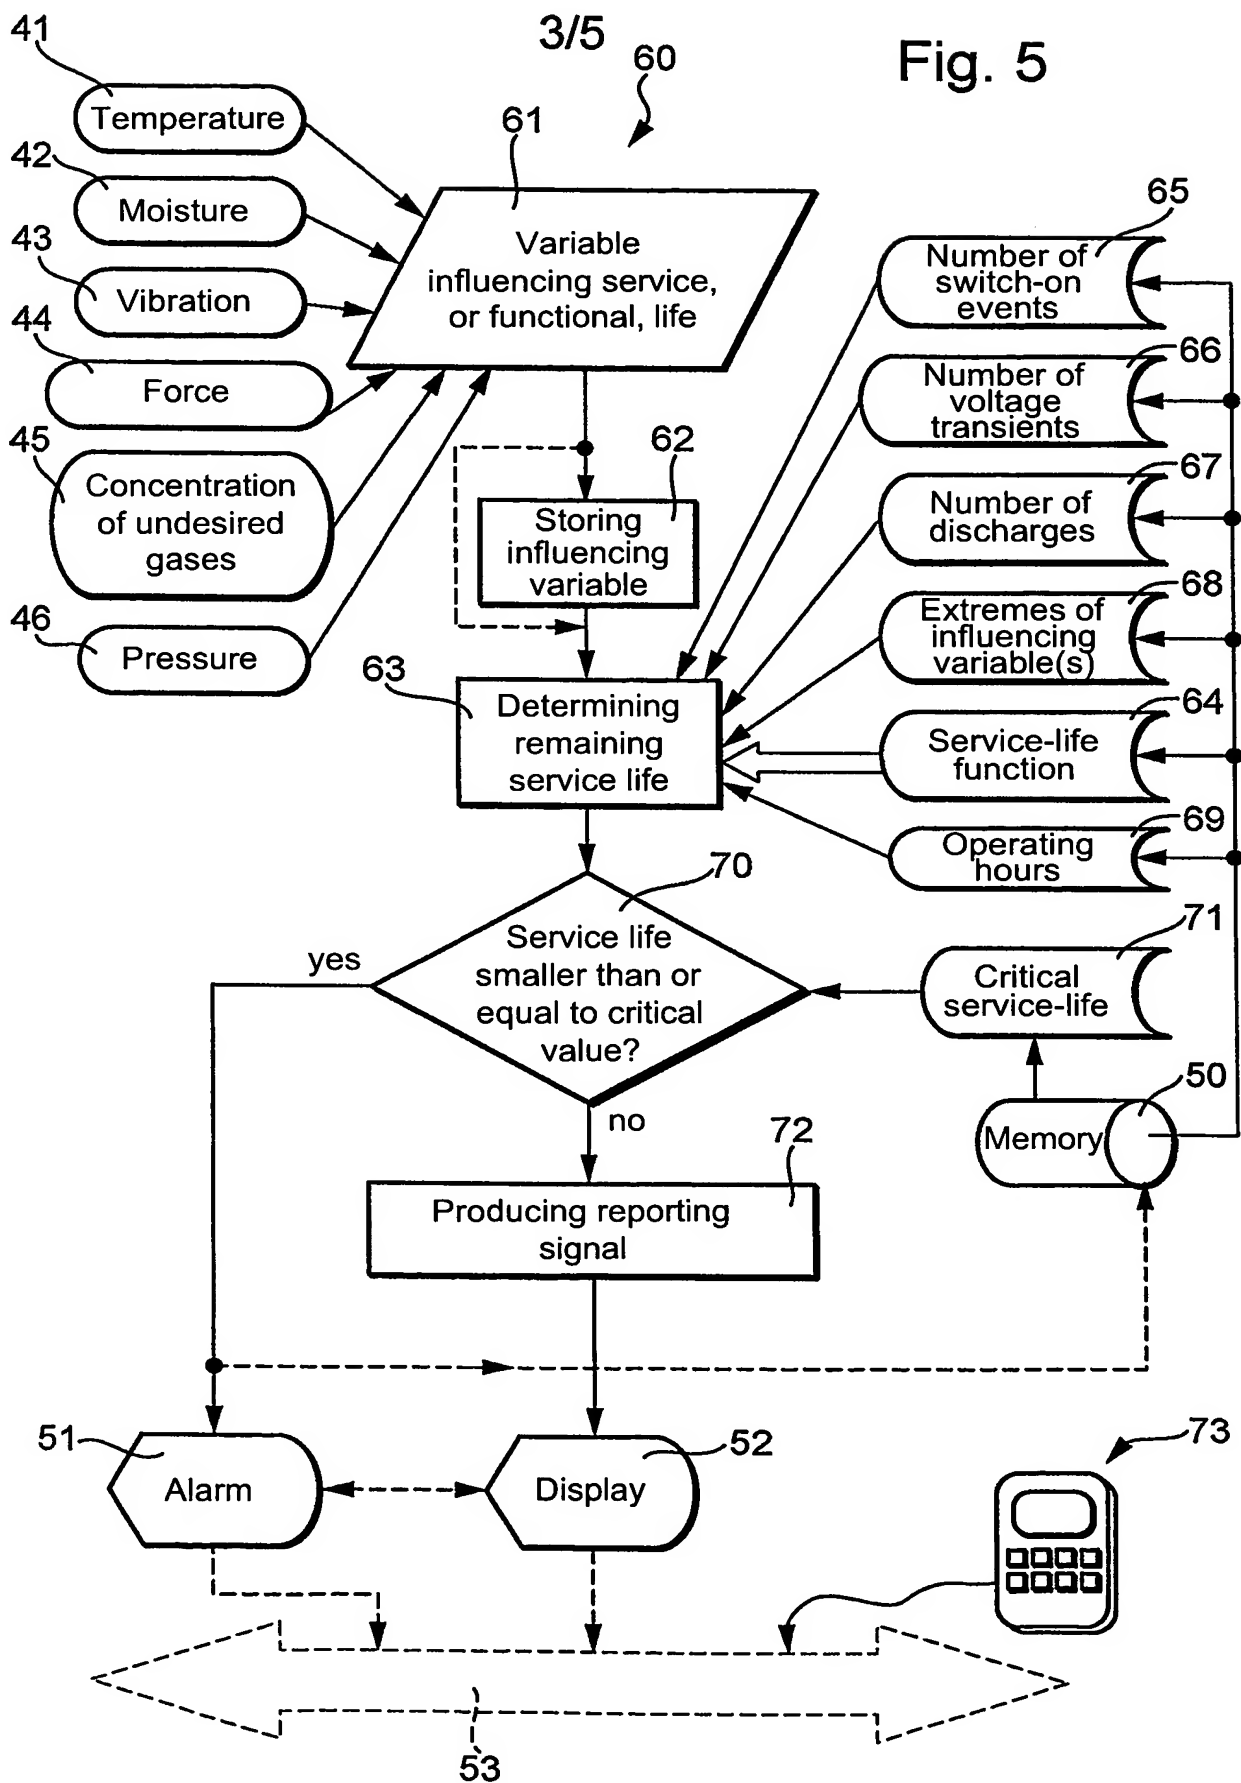 3/5
Fig. 5
60
41
Temperature
42
Moisture
43
Vibration
44
Force
45
Concentration
of undesired
gases
46
Pressure
61
Variable
influencing service,
or functional, life
62
Storing
influencing
variable
63
Determining
remaining
service life
65
Number of
switch-on
events
66
Number of
voltage
transients
67
Number of
discharges
68
Extremes of
influencing
variable(s)
64
Service-life
function
69
Operating
hours
70
Service life
smaller than or
equal to critical
value?
yes
no
71
Critical
service-life
50
Memory
72
Producing reporting
signal
51
Alarm
52
Display
73
53